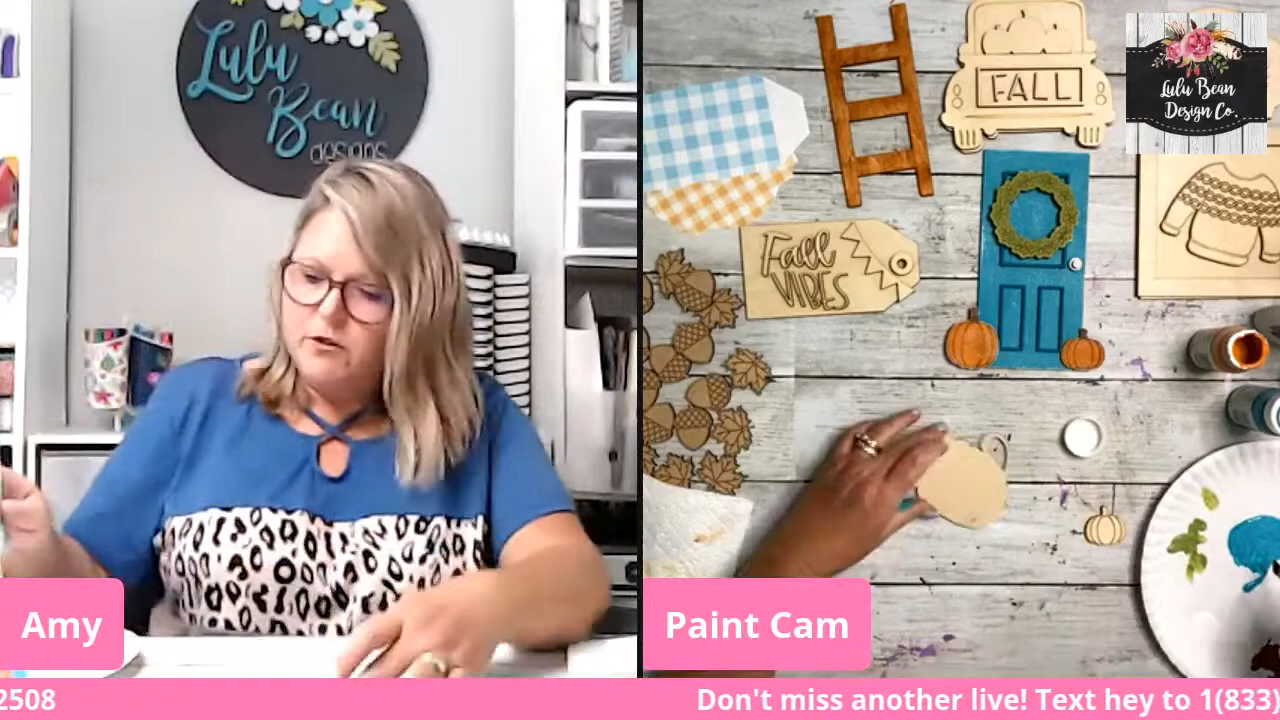 Lulu
Bean
designs
Amy
FALL
Lulu Bean
Design Co.
Fall
VIBES
Paint Cam
2508
Don't miss another live! Text hey to 1(833)